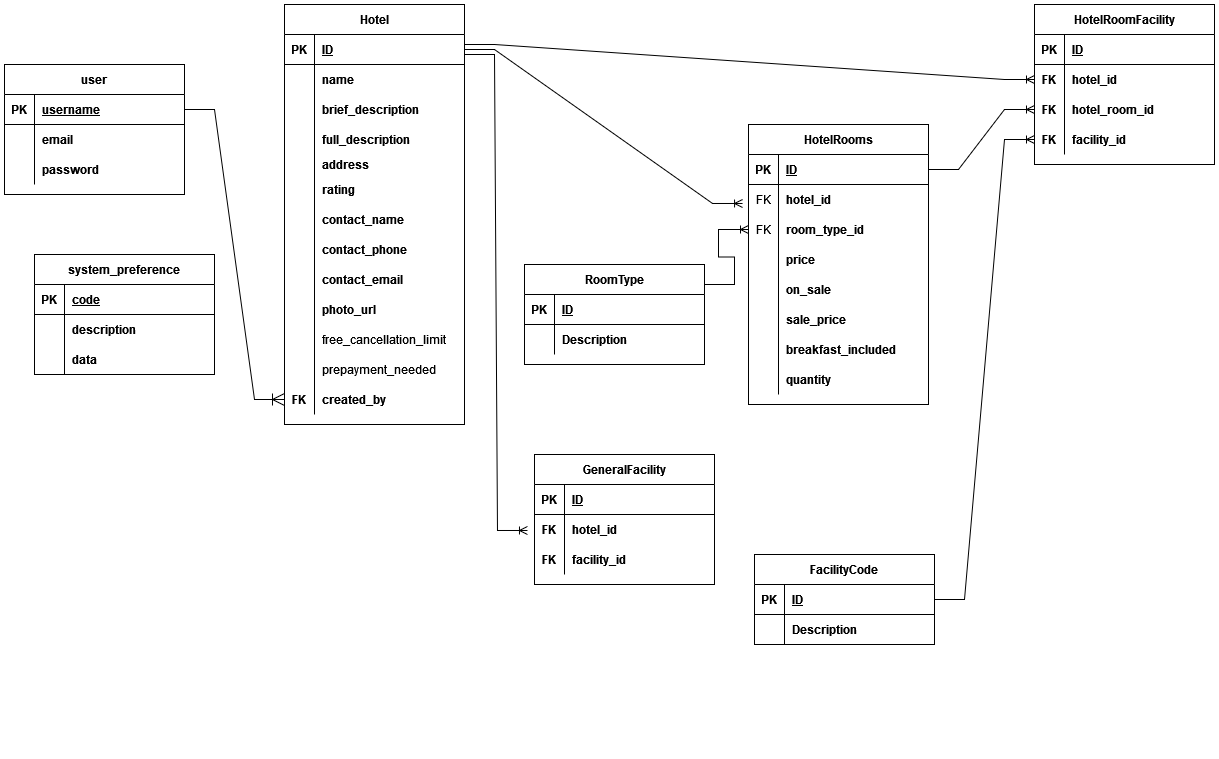 Hotel
PK ID
name
brief_description
full_description
address
rating
contact_name
contact_phone
contact_email
photo_url
free_cancellation_limit
prepayment_needed
FK created_by
user
PK username
email
password
system_preference
PK code
description
data
HotelRoomFacility
PK ID
FK hotel_id
FK hotel_room_id
FK facility_id
HotelRooms
PK ID
FK hotel_id
FK room_type_id
price
on_sale
sale_price
breakfast_included
quantity
RoomType
PK ID
Description
GeneralFacility
PK ID
FK hotel_id
FK facility_id
FacilityCode
PK ID
Description